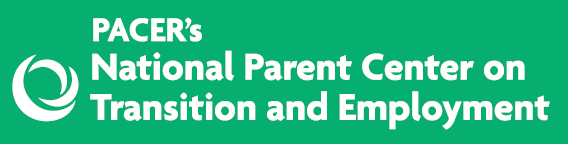 PACER's
National Parent Center on
Transition and Employment